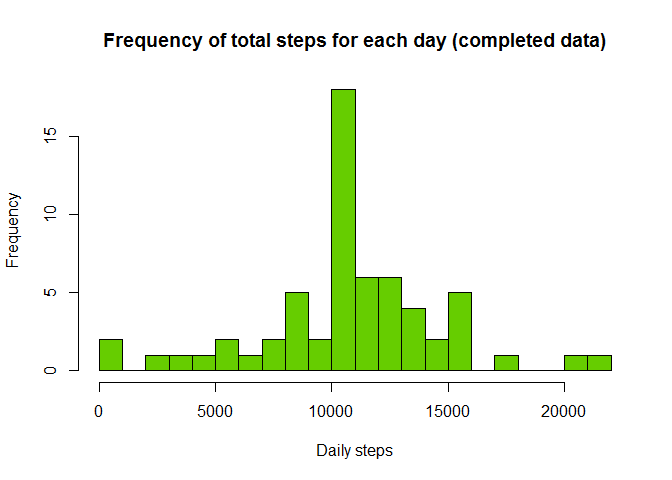 Frequency of total steps for each day (completed data)
Frequency
15
10
5
0
0 5000 10000 15000 20000
Daily steps